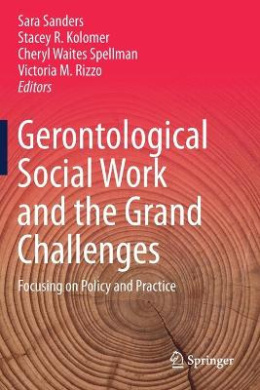 Sara Sanders
Stacey R. Kolomer
Cheryl Waites Spellman
Victoria M. Rizzo
Editors
Gerontological
Social Work
and the Grand
Challenges
Focusing on Policy and Practice
Springer